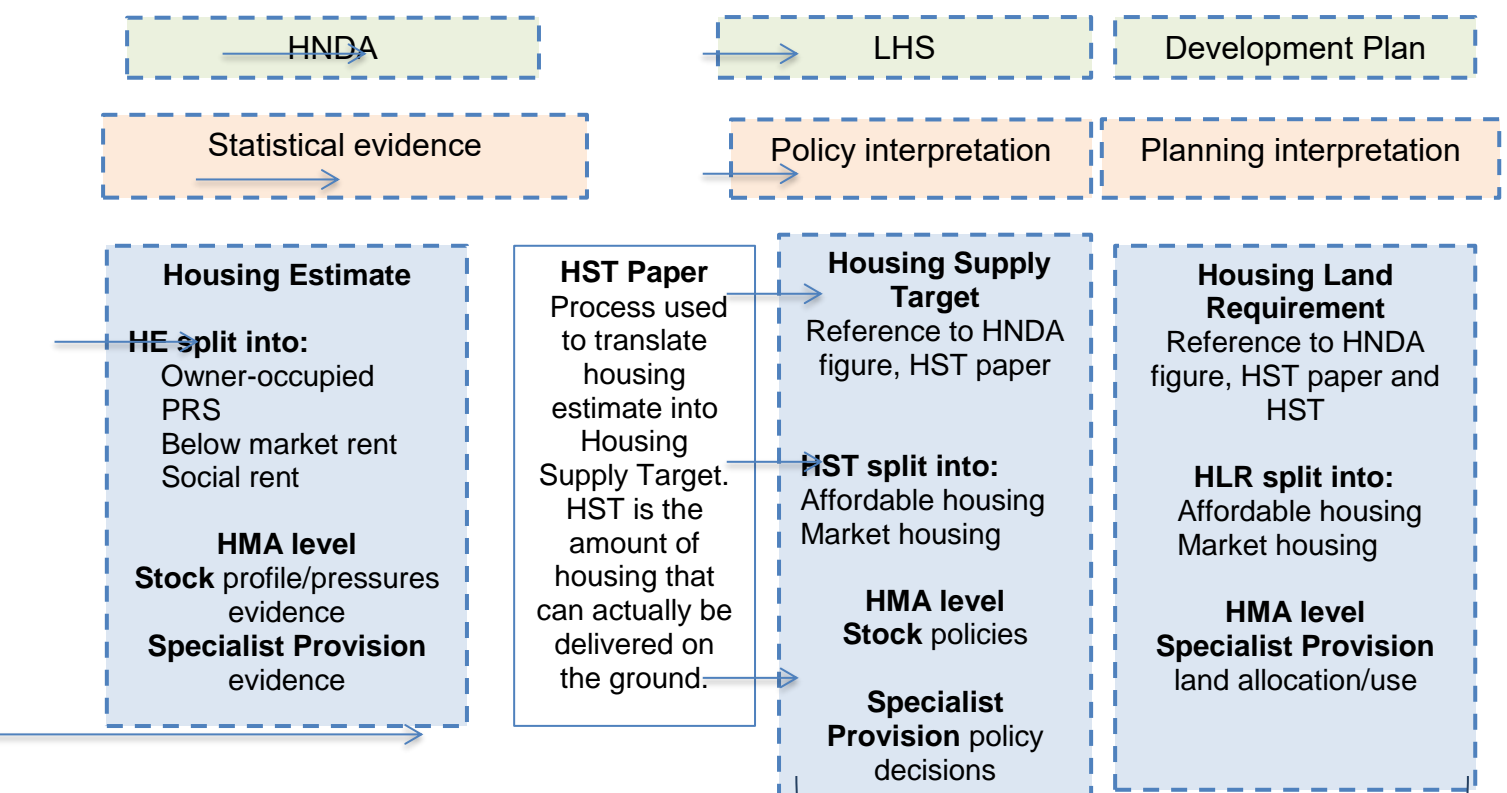 HNDA
LHS
Development Plan
Statistical evidence
Policy interpretation
Planning interpretation
Housing Estimate
HE split into:
Owner-occupied
PRS
Below market rent
Social rent
HMA level
Stock profile/pressures
evidence
Specialist Provision
evidence
HST Paper
Process used
to translate
housing
estimate into
Housing
Supply Target.
HST is the
amount of
housing that
can actually be
delivered on
the ground.
Housing Supply
Target
Reference to HNDA
figure, HST paper
HST split into:
Affordable housing
Market housing
HMA level
Stock policies
Specialist
Provision policy
decisions
Housing Land
Requirement
Reference to HNDA
figure, HST paper and
HST
HLR split into:
Affordable housing
Market housing
HMA level
Specialist Provision
land allocation/use